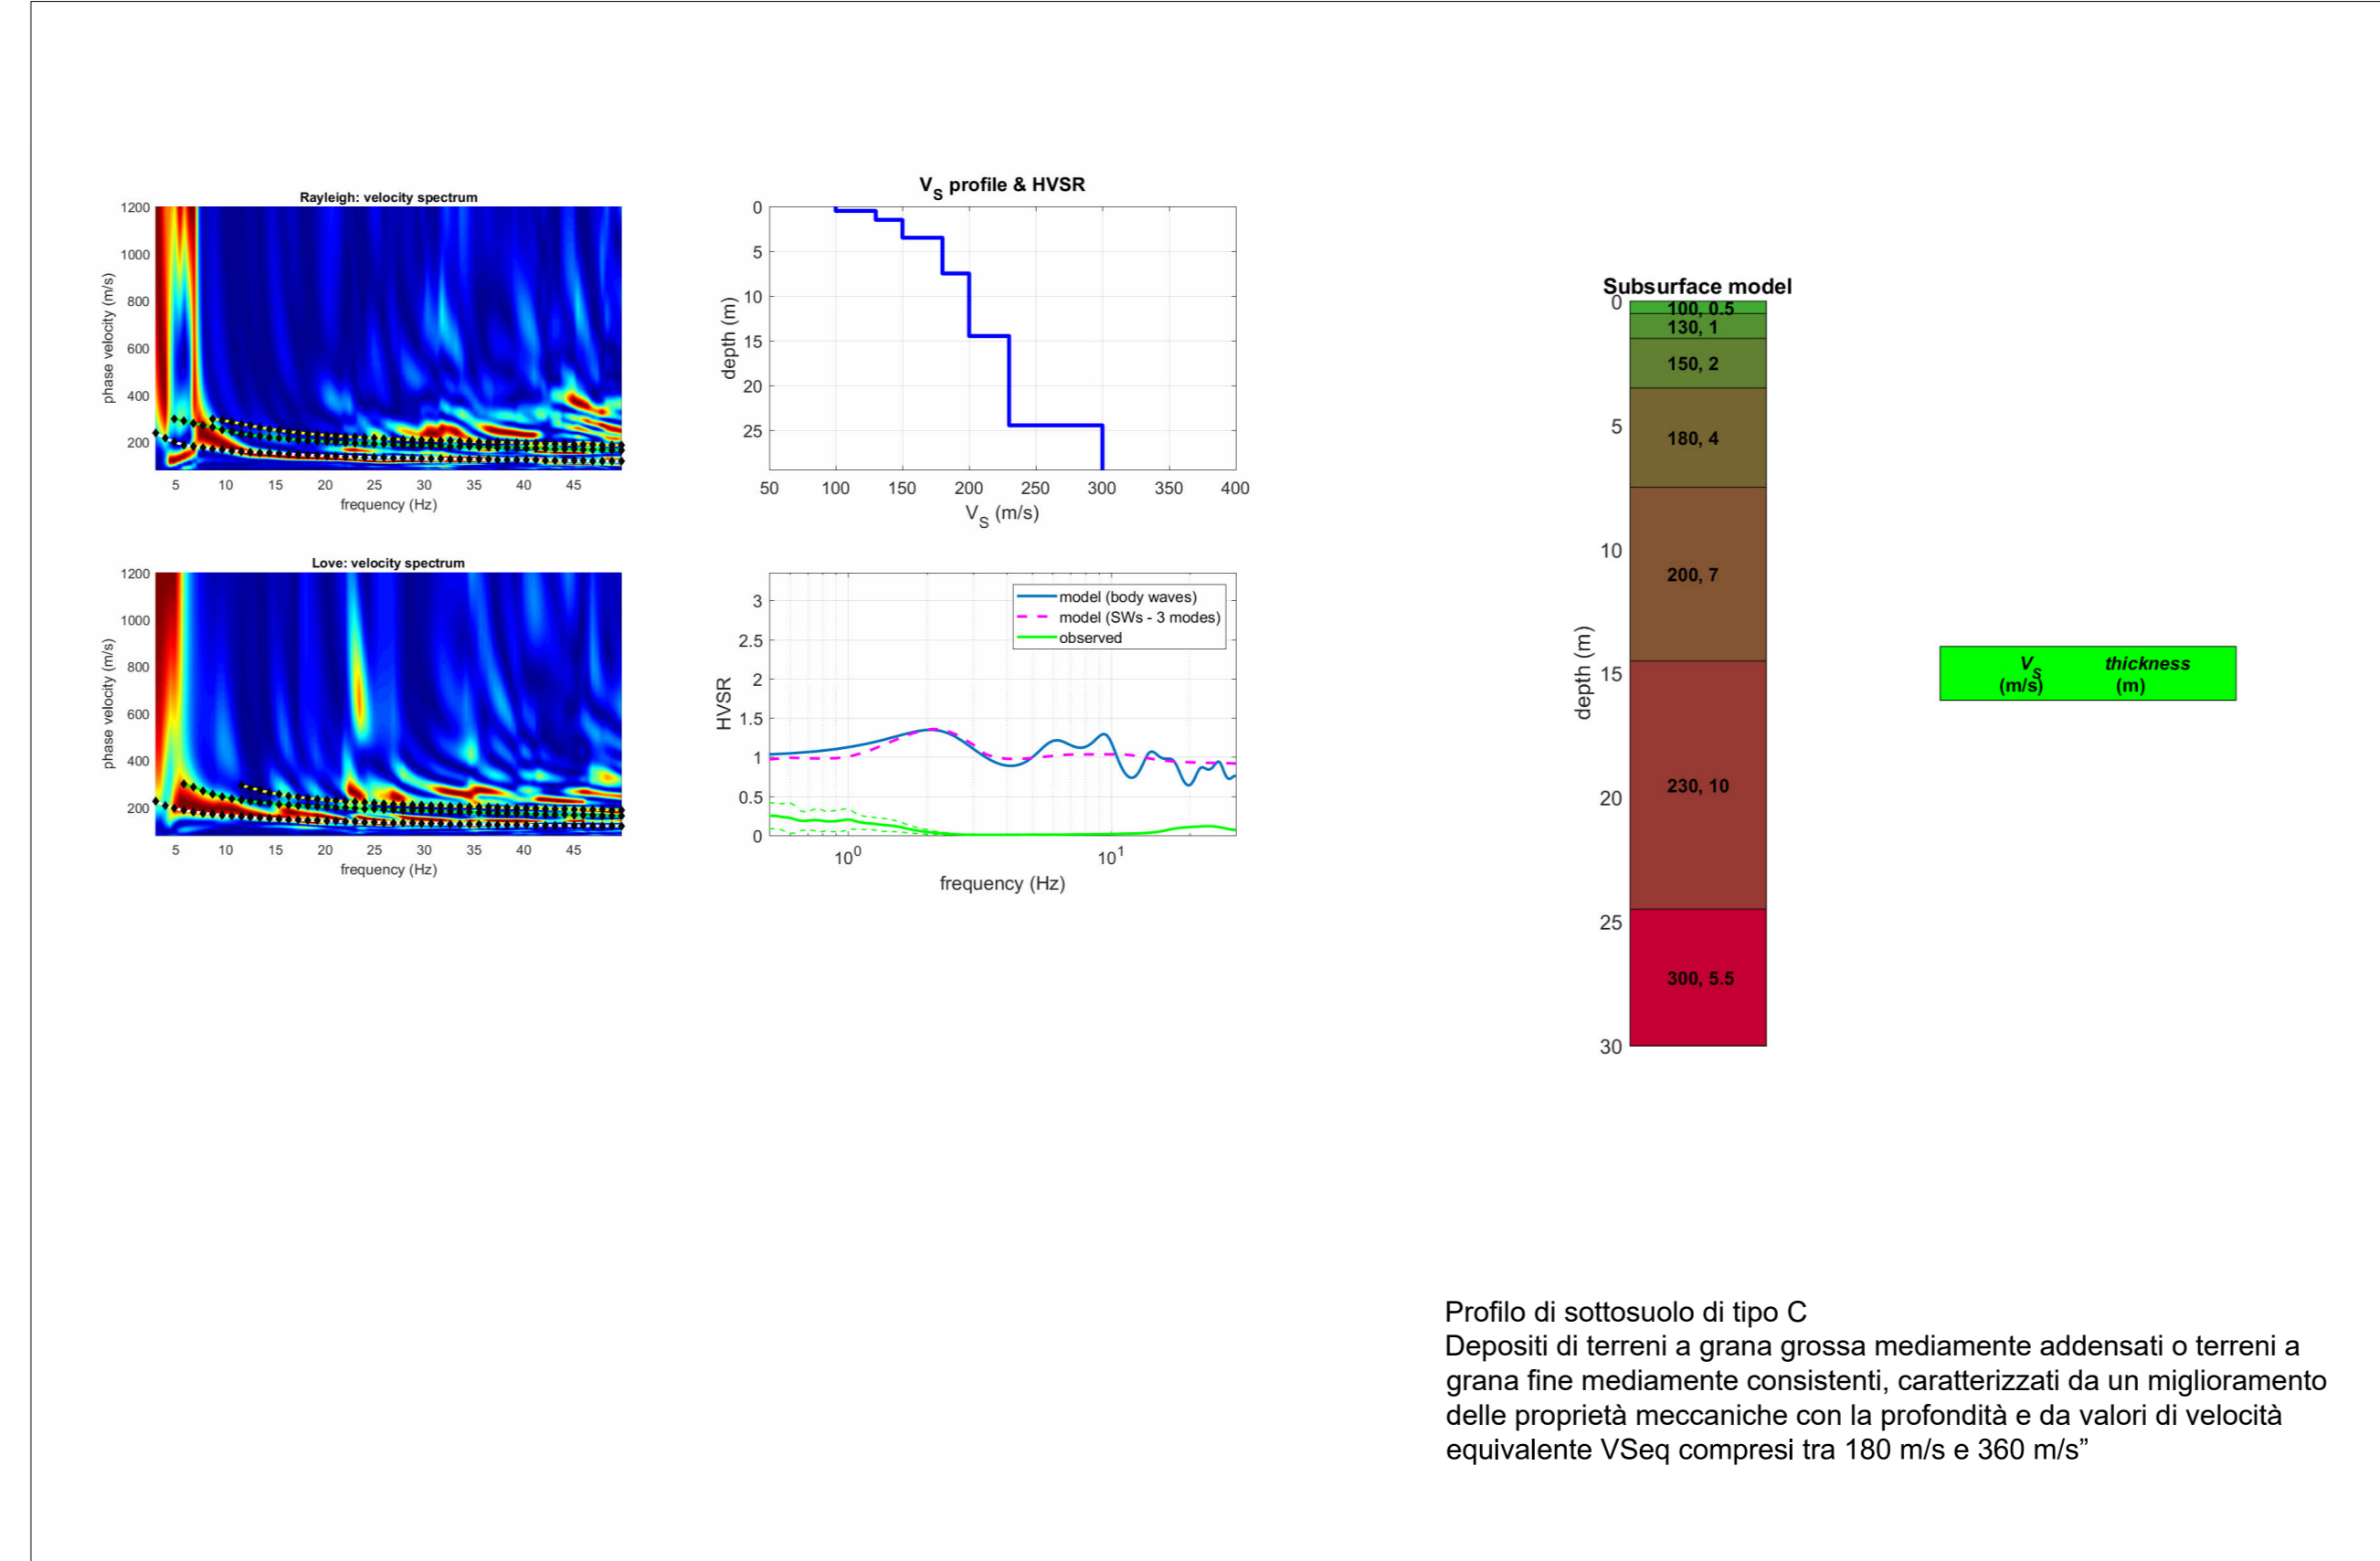 Rayleigh: velocity spectrum
1200
1000
800
600
400
200
phase velocity (m/s)
5 10 15 20 25 30 35 40 45
frequency (Hz)
VS profile & HVSR
0
5
10
15
20
25
depth (m)
50 100 150 200 250 300 350 400
VS (m/s)
Love: velocity spectrum
1200
1000
800
600
400
200
phase velocity (m/s)
5 10 15 20 25 30 35 40 45
frequency (Hz)
3
2.5
2
1.5
1
0.5
0
HVSR
model (body waves)
model (SWs - 3 modes)
observed
10^0 10^1
frequency (Hz)
Subsurface model
0
5
10
15
20
25
30
depth (m)
100, 0.5
130, 1
150, 2
180, 4
200, 7
230, 10
300, 5.5
VS thickness
(m/s) (m)
Profilo di sottosuolo di tipo C
Depositi di terreni a grana grossa mediamente addensati o terreni a
grana fine mediamente consistenti, caratterizzati da un miglioramento
delle proprietà meccaniche con la profondità e da valori di velocità
equivalente VSeq compresi tra 180 m/s e 360 m/s”